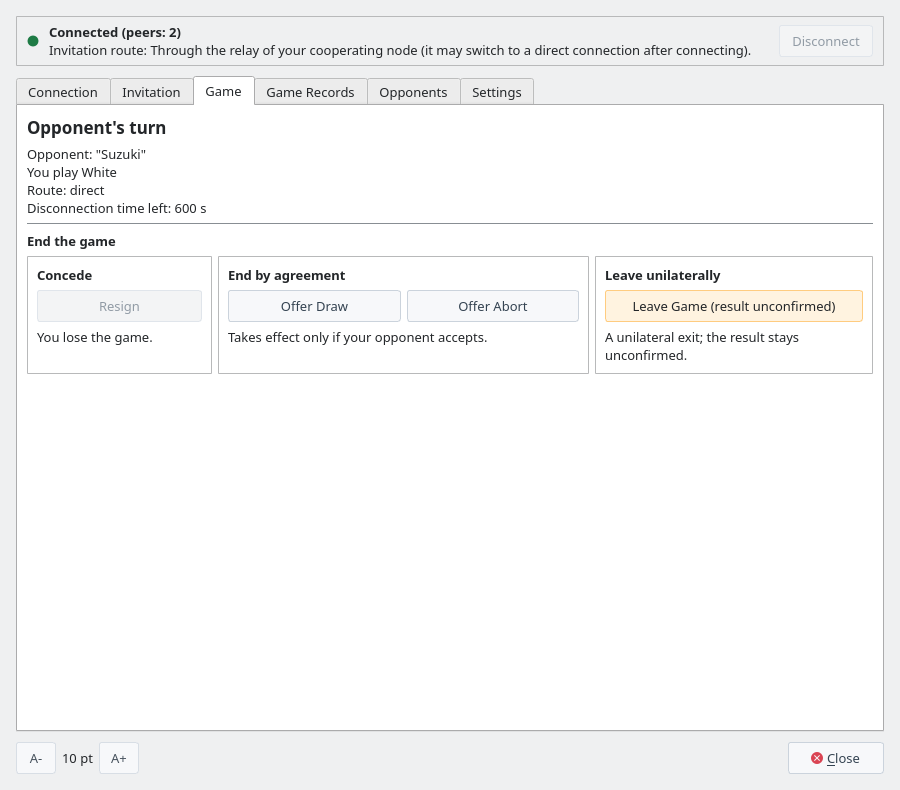 Connected (peers: 2)
Invitation route: Through the relay of your cooperating node (it may switch to a direct connection after connecting).
Disconnect
Connection
Invitation
Game
Game Records
Opponents
Settings
Opponent's turn
Opponent: "Suzuki"
You play White
Route: direct
Disconnection time left: 600 s
End the game
Concede
Resign
You lose the game.
End by agreement
Offer Draw
Offer Abort
Takes effect only if your opponent accepts.
Leave unilaterally
Leave Game (result unconfirmed)
A unilateral exit; the result stays
unconfirmed.
A-
10 pt
A+
Close